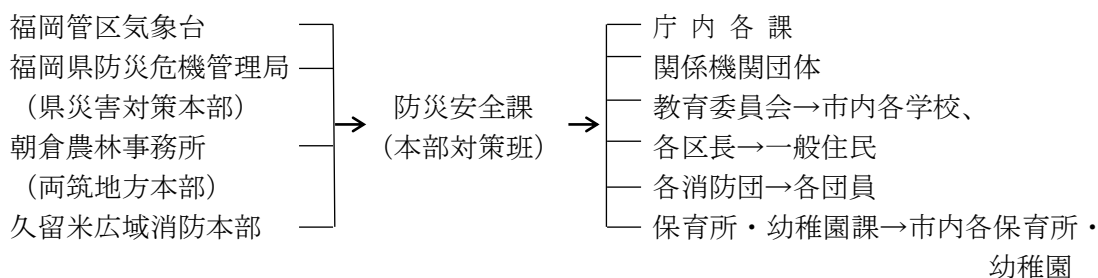 福岡管区気象台
福岡県防災危機管理局
（県災害対策本部）
朝倉農林事務所
（両筑地方本部）
久留米広域消防本部
防災安全課
（本部対策班）
庁内各課
関係機関団体
教育委員会→市内各学校、
各区長→一般住民
各消防団→各団員
保育所・幼稚園課→市内各保育所・
幼稚園